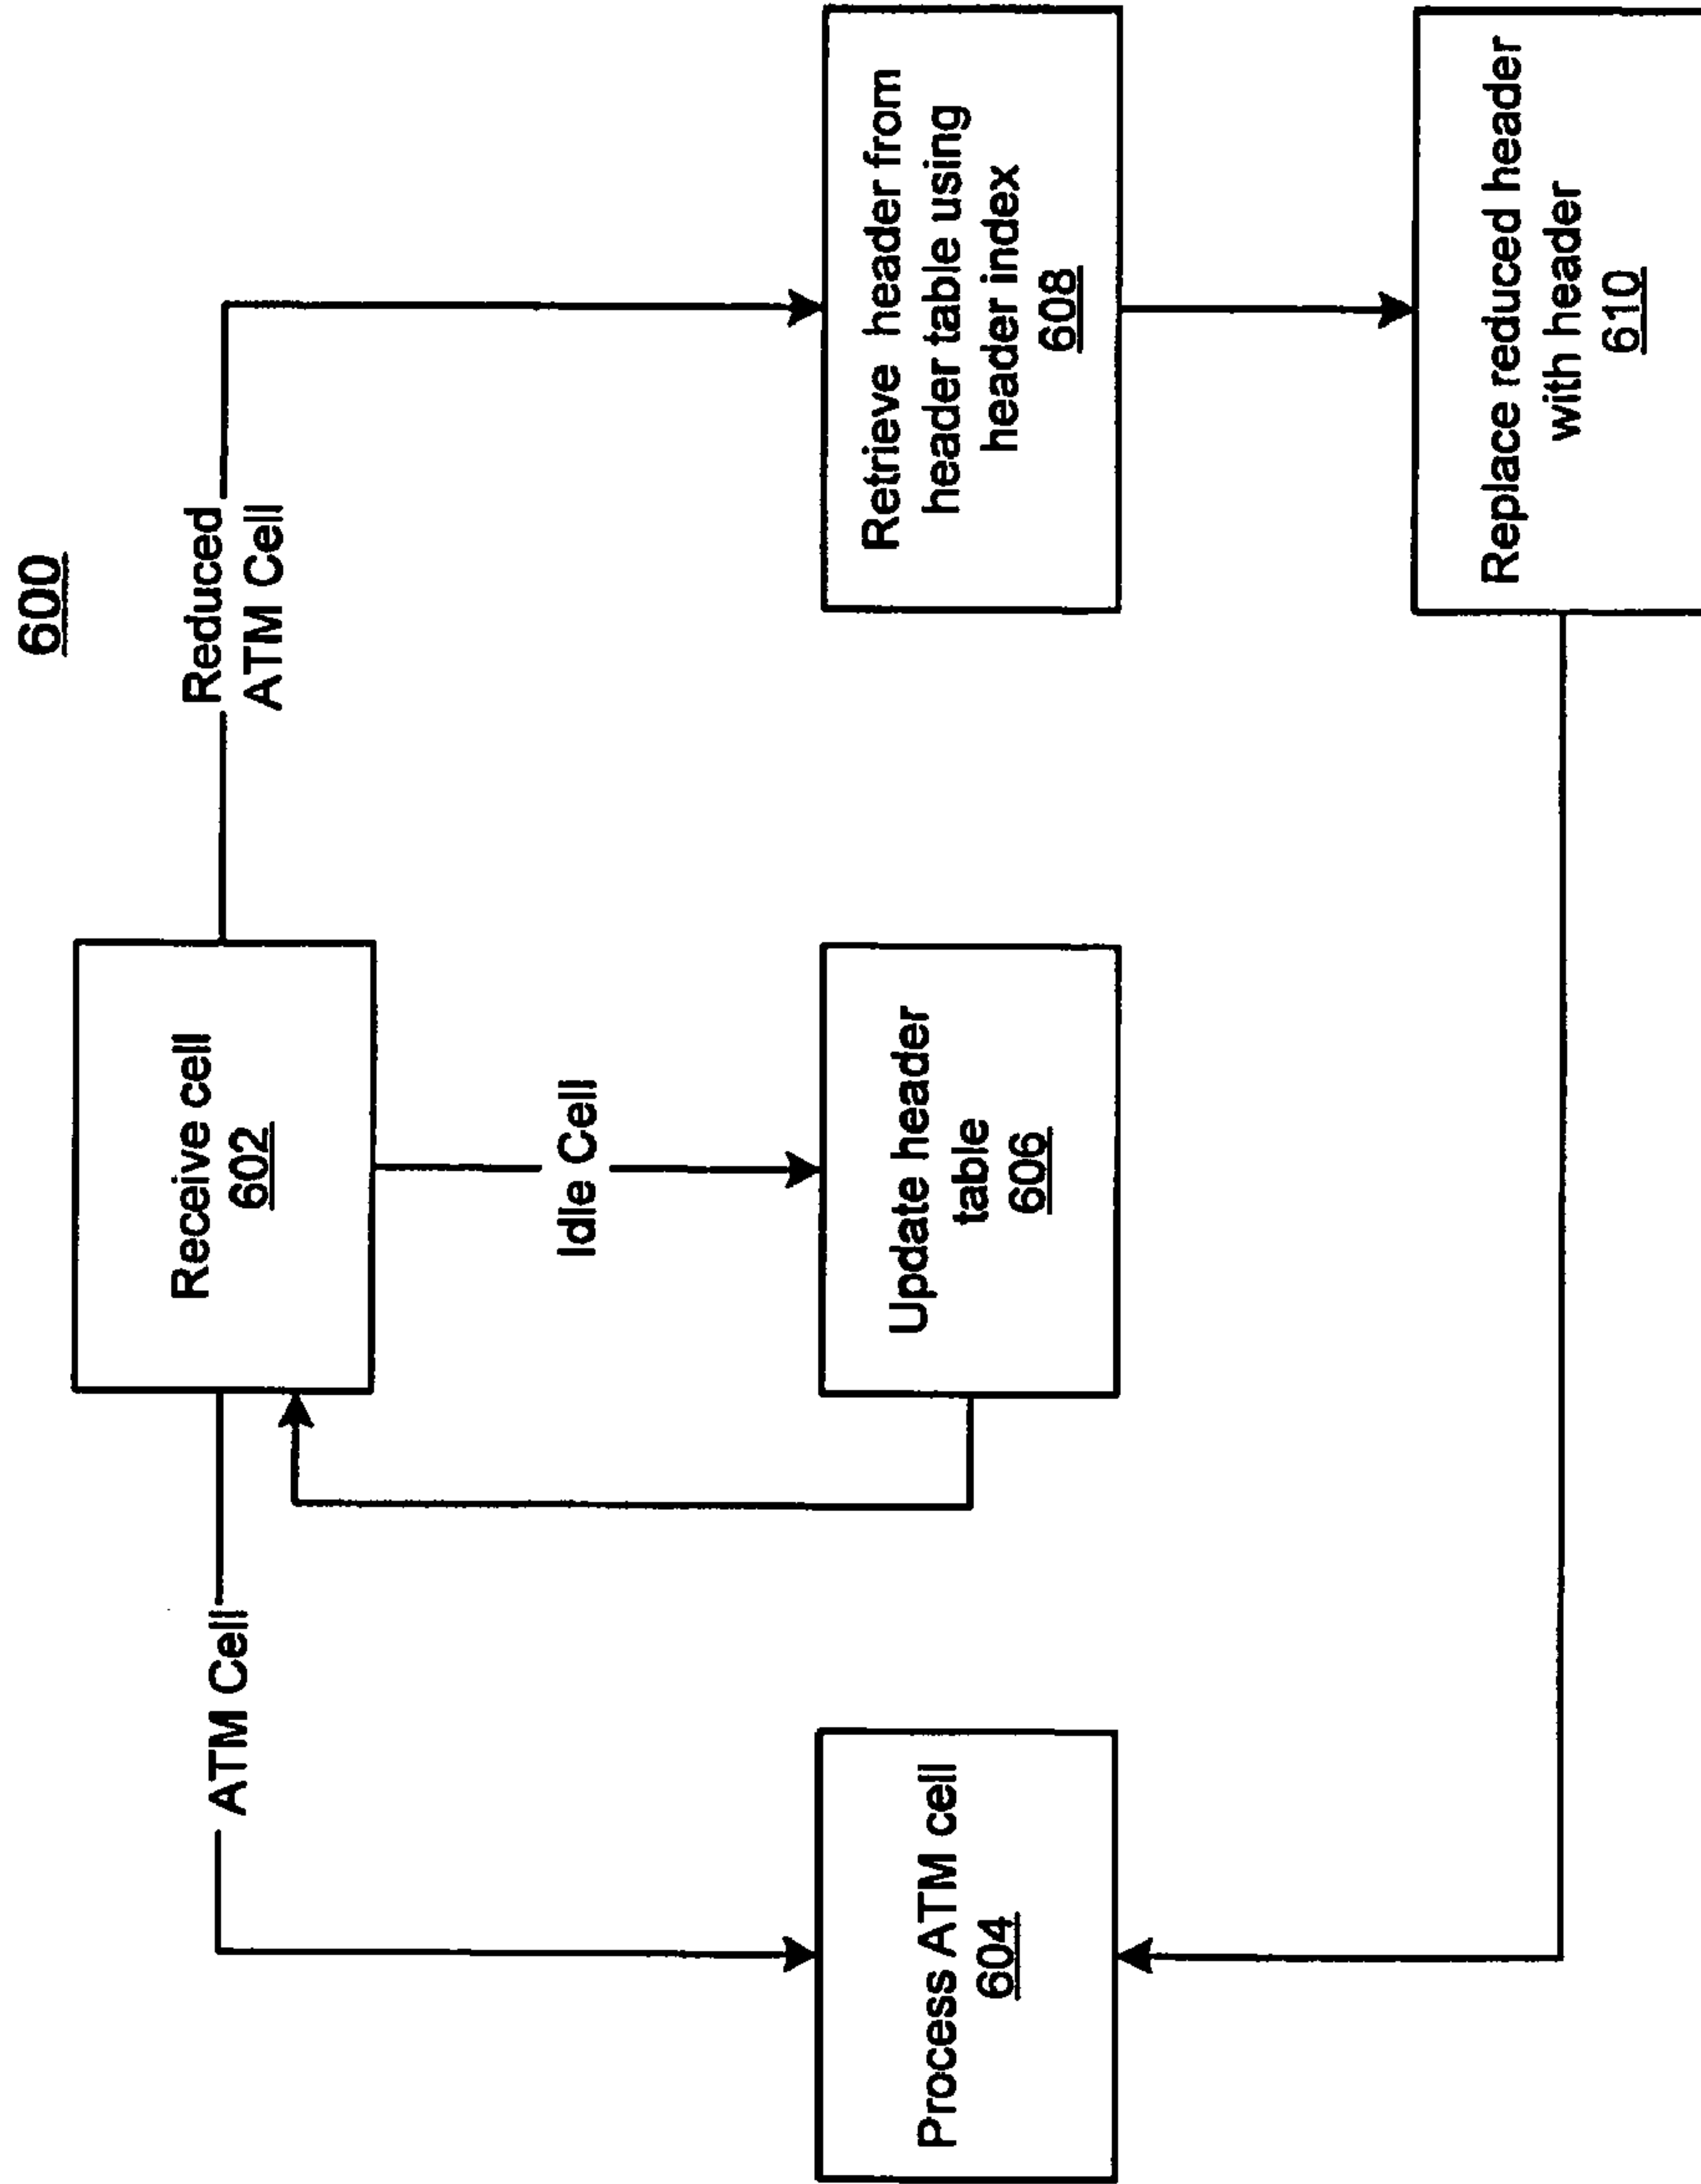 600
Receive cell
602
ATM Cell
Idle Cell
Reduced
ATM Cell
Process ATM cell
604
Update header
table
606
Retrieve header from
header table using
header index
608
Replace reduced header
with header
610